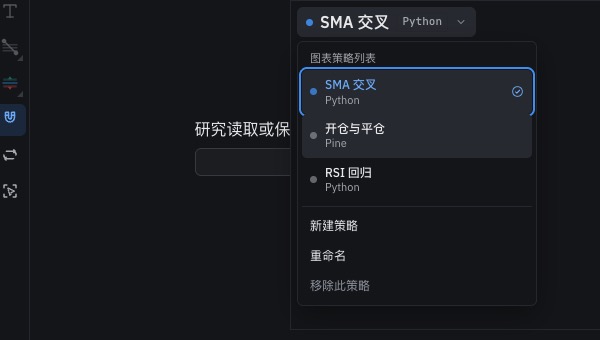 SMA 交叉 Python
图表策略列表
SMA 交叉
Python
研究读取或保
开仓与平仓
Pine
RSI 回归
Python
新建策略
重命名
移除此策略